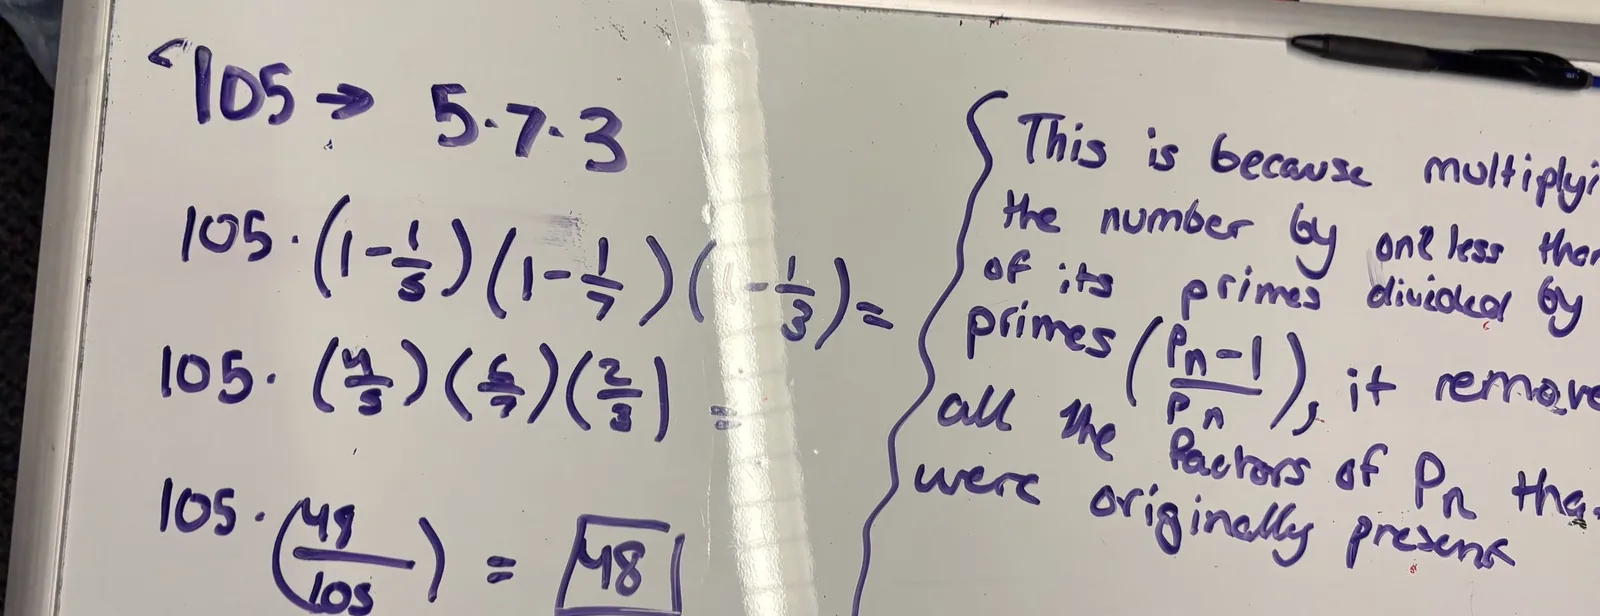 105 → 5·7·3
105·(1-1/5)(1-1/7)( -1/3)=
105·(4/5)(6/7)(2/3) =
105·(48/105) = 48
This is because multiplyi
the number by one less than
of its primes divided by
primes (Pn-1/Pn), it remove
all the factors of Pn tha
were originally present